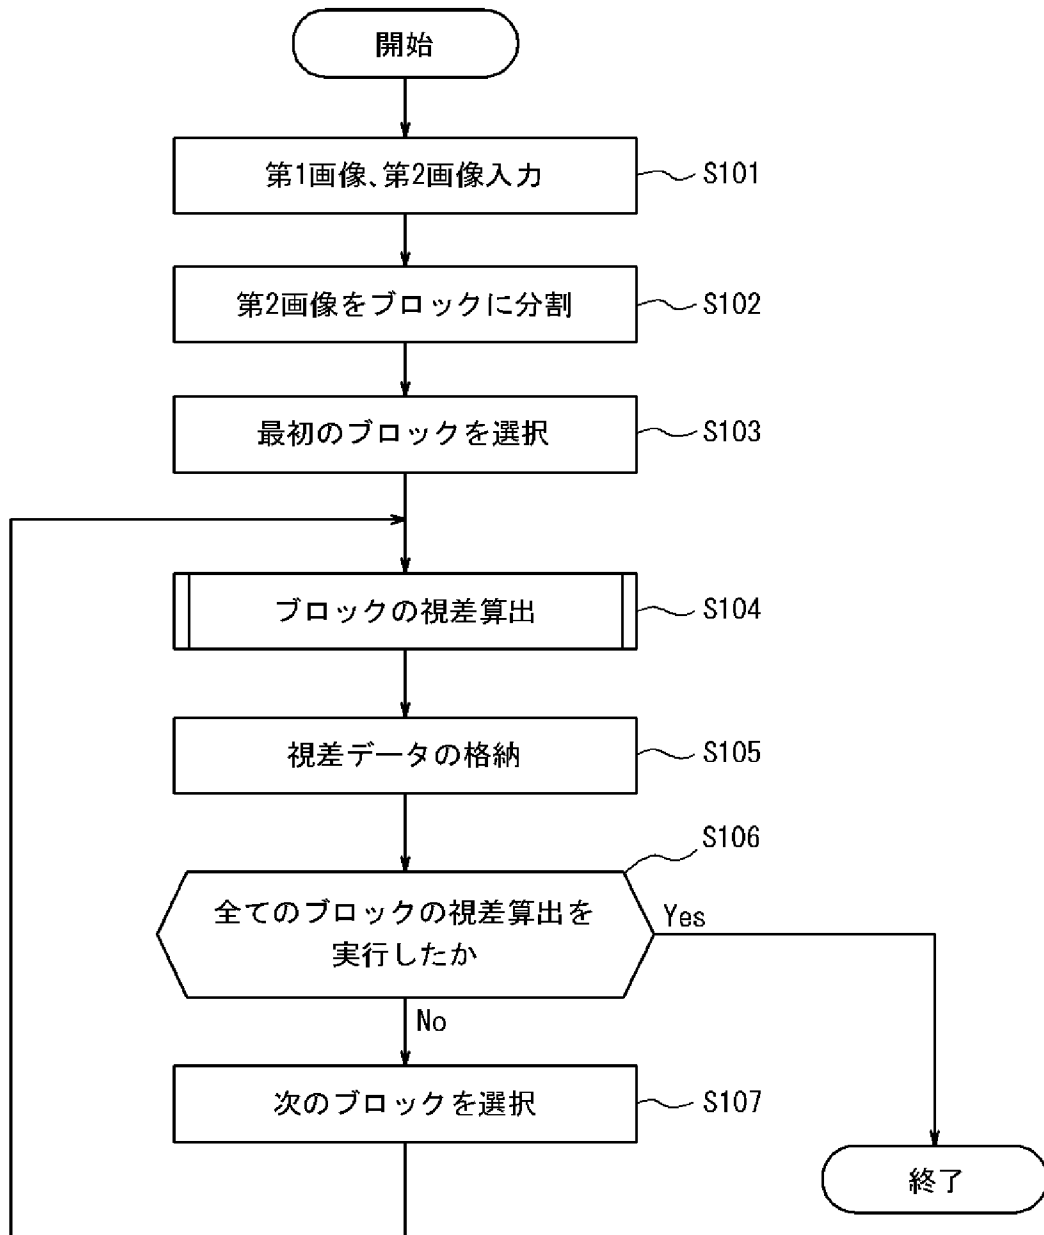 開始
第1画像、第2画像入力
S101
第2画像をブロックに分割
S102
最初のブロックを選択
S103
ブロックの視差算出
S104
視差データの格納
S105
S106
全てのブロックの視差算出を
実行したか
Yes
No
次のブロックを選択
S107
終了